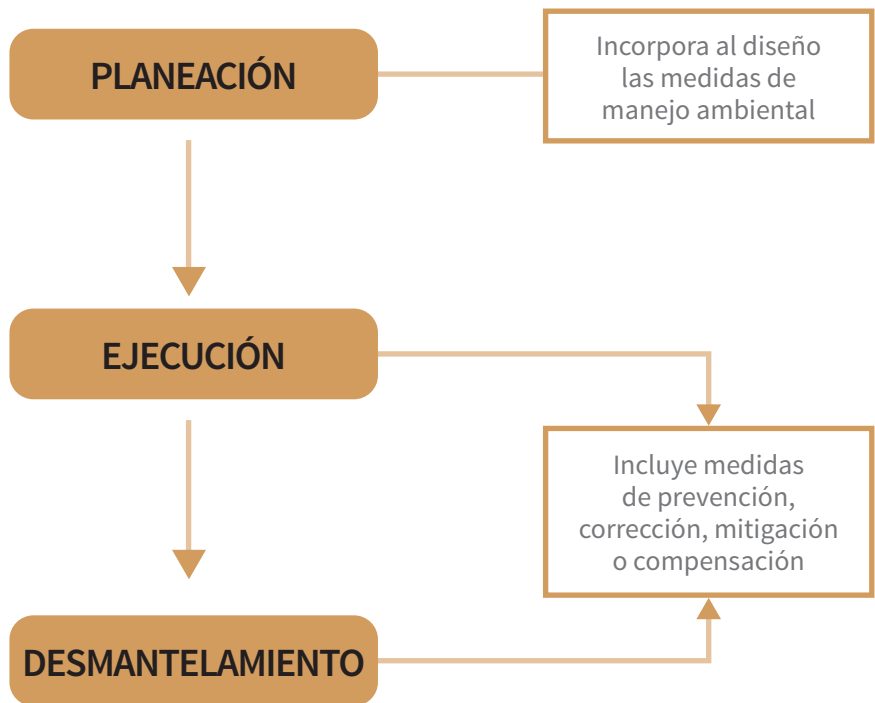 PLANEACIÓN
Incorpora al diseño
las medidas de
manejo ambiental
EJECUCIÓN
Incluye medidas
de prevención,
corrección, mitigación
o compensación
DESMANTELAMIENTO